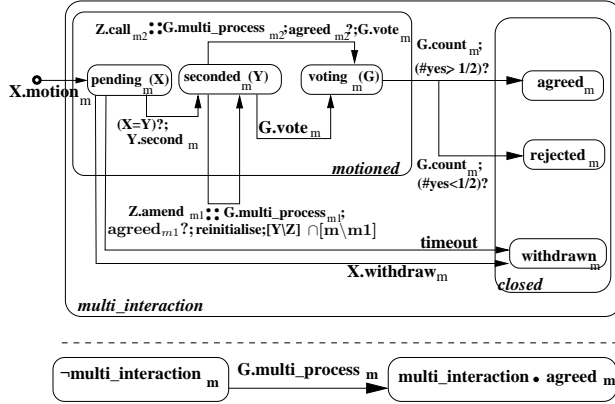 Z.call m2 :: G.multi_process m2 ;agreed m2 ?;G.vote m
G.count m ;
(#yes> 1/2)?
pending m (X)
seconded m (Y)
voting m (G)
agreed m
X.motion m
(X=Y)?;
Y.second m
G.vote m
motioned
G.count m ;
(#yes<1/2)?
rejected m
Z.amend m1 :: G.multi_process m1 ;
agreed m1 ?; reinitialise;[Y\Z] ∩[m\m1]
timeout
X.withdraw m
withdrawn m
multi_interaction
closed
¬multi_interaction m
G.multi_process m
multi_interaction • agreed m